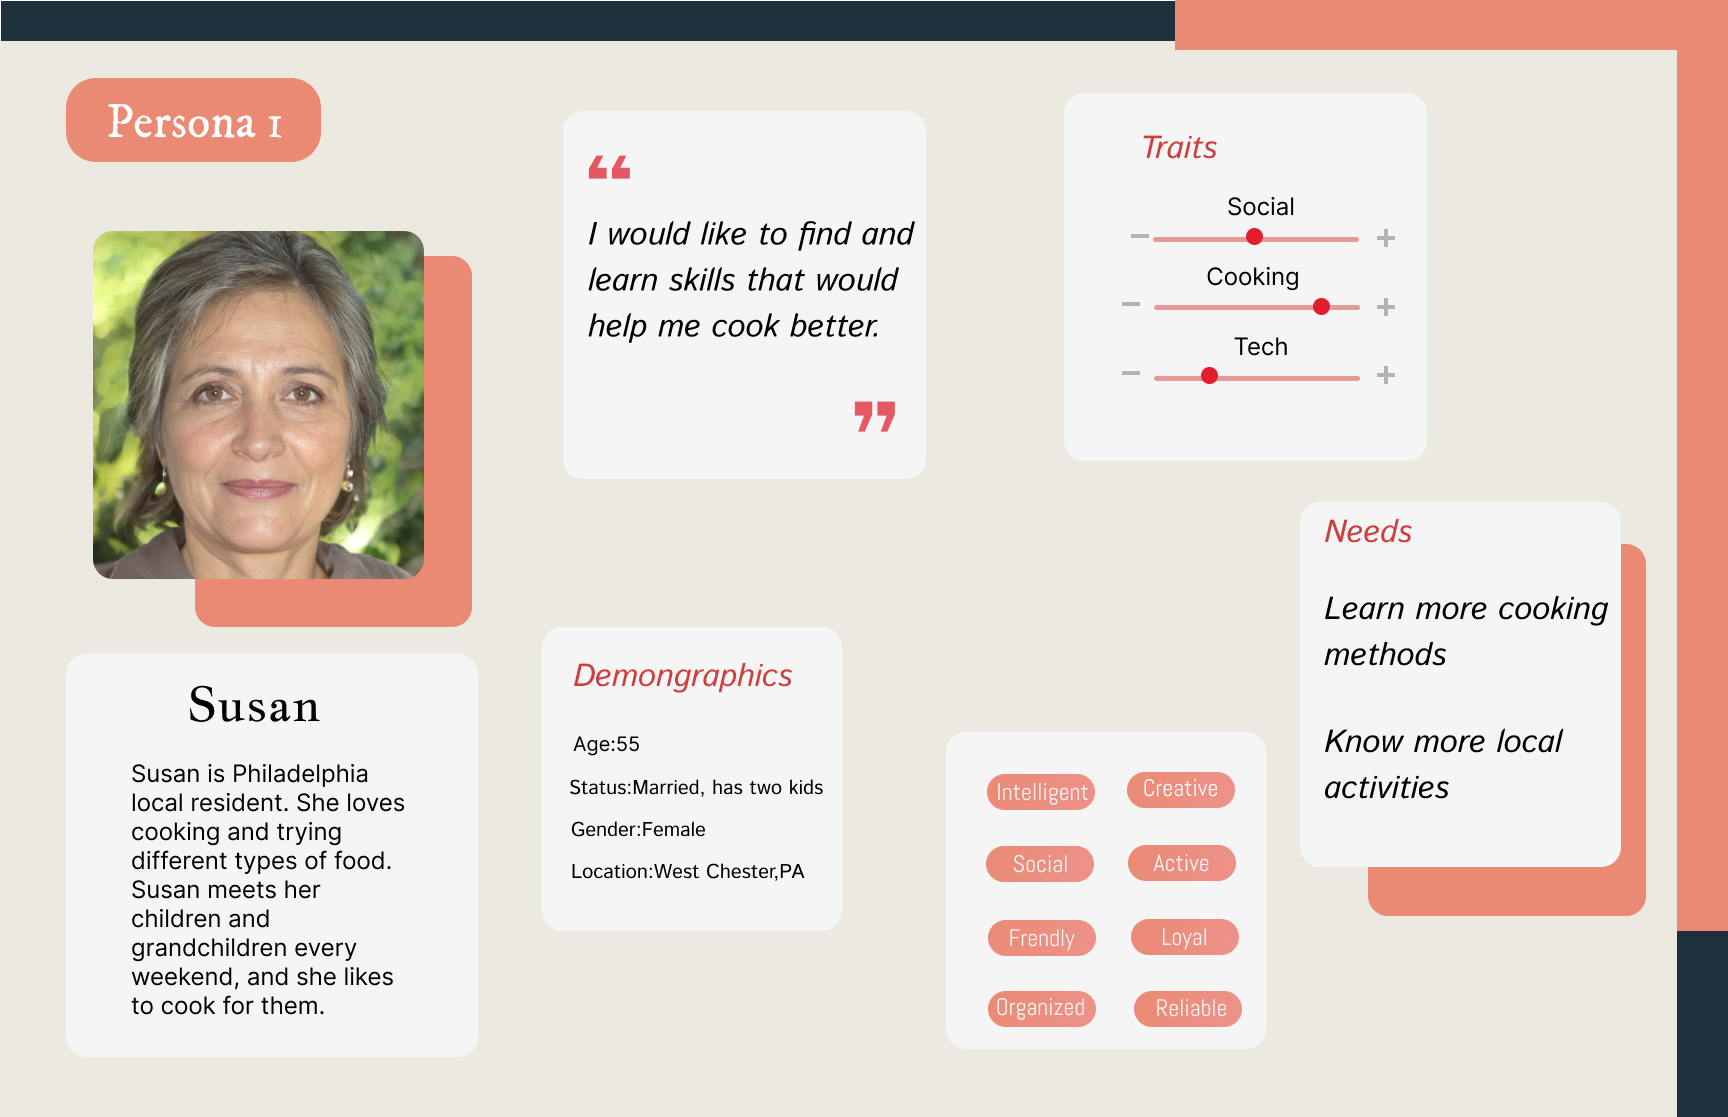 Persona 1
“
I would like to find and
learn skills that would
help me cook better.
”
Traits
Social
− +
Cooking
− +
Tech
− +
Needs
Learn more cooking
methods
Know more local
activities
Susan
Susan is Philadelphia
local resident. She loves
cooking and trying
different types of food.
Susan meets her
children and
grandchildren every
weekend, and she likes
to cook for them.
Demongraphics
Age:55
Status:Married, has two kids
Gender:Female
Location:West Chester,PA
Intelligent
Creative
Social
Active
Frendly
Loyal
Organized
Reliable